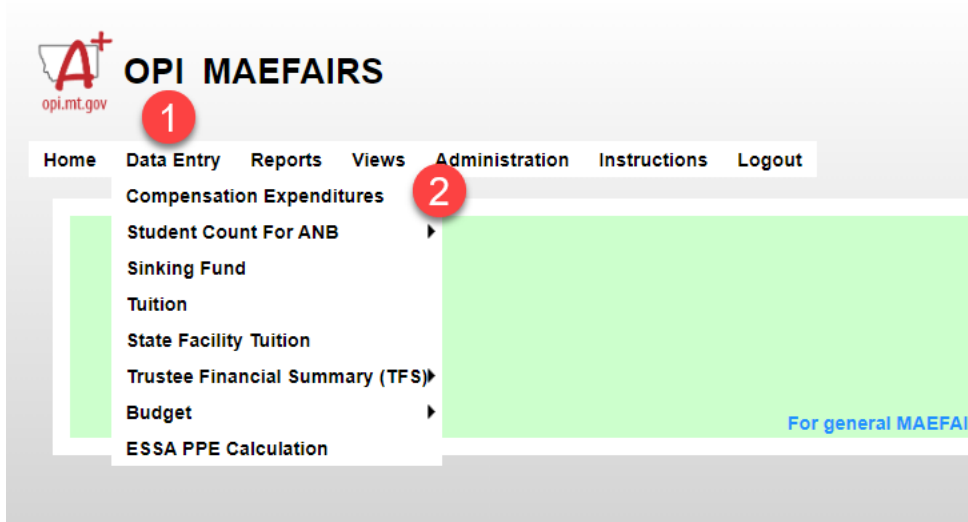 A+
opi.mt.gov
OPI MAEFAIRS
1
Home Data Entry Reports Views Administration Instructions Logout
Compensation Expenditures 2
Student Count For ANB
Sinking Fund
Tuition
State Facility Tuition
Trustee Financial Summary (TFS)
Budget
For general MAEFAI
ESSA PPE Calculation